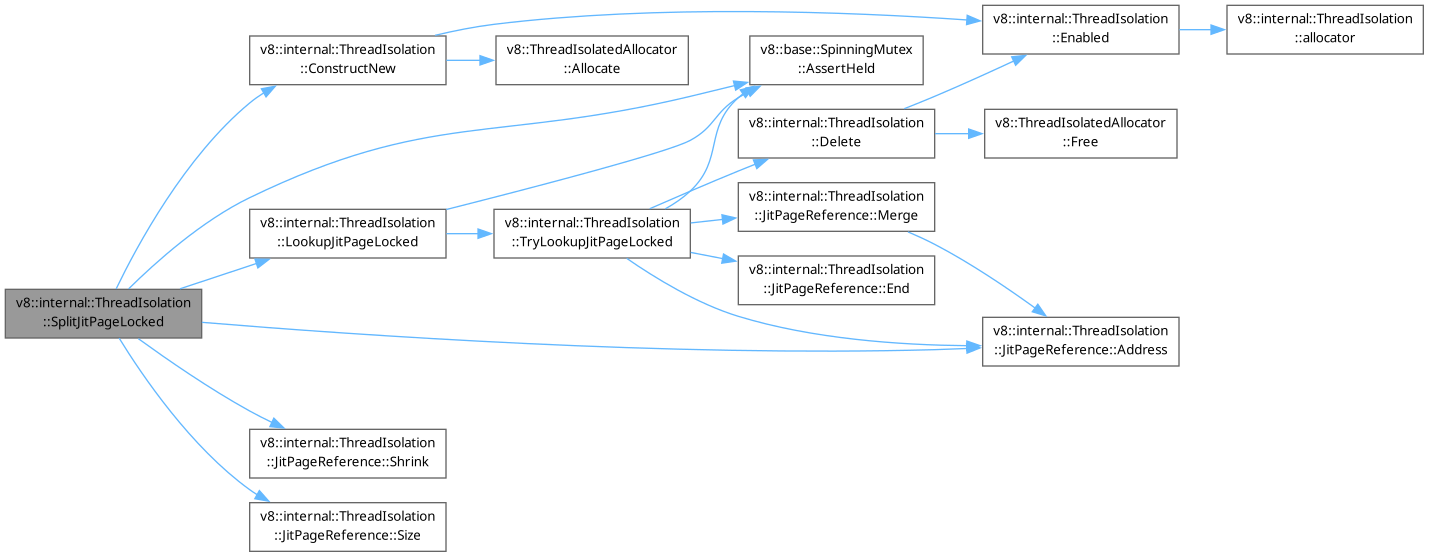 v8::internal::ThreadIsolation
::SplitJitPageLocked
v8::internal::ThreadIsolation
::ConstructNew
v8::ThreadIsolatedAllocator
::Allocate
v8::base::SpinningMutex
::AssertHeld
v8::internal::ThreadIsolation
::Enabled
v8::internal::ThreadIsolation
::allocator
v8::internal::ThreadIsolation
::Delete
v8::ThreadIsolatedAllocator
::Free
v8::internal::ThreadIsolation
::LookupJitPageLocked
v8::internal::ThreadIsolation
::TryLookupJitPageLocked
v8::internal::ThreadIsolation
::JitPageReference::Merge
v8::internal::ThreadIsolation
::JitPageReference::End
v8::internal::ThreadIsolation
::JitPageReference::Address
v8::internal::ThreadIsolation
::JitPageReference::Shrink
v8::internal::ThreadIsolation
::JitPageReference::Size